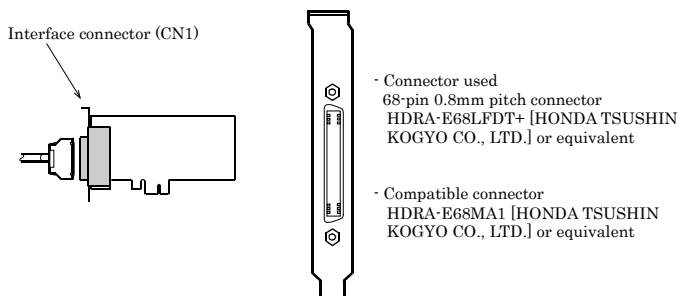 Interface connector (CN1)
- Connector used
68-pin 0.8mm pitch connector
HDRA-E68LFDT+ [HONDA TSUSHIN
KOGYO CO., LTD.] or equivalent
- Compatible connector
HDRA-E68MA1 [HONDA TSUSHIN
KOGYO CO., LTD.] or equivalent